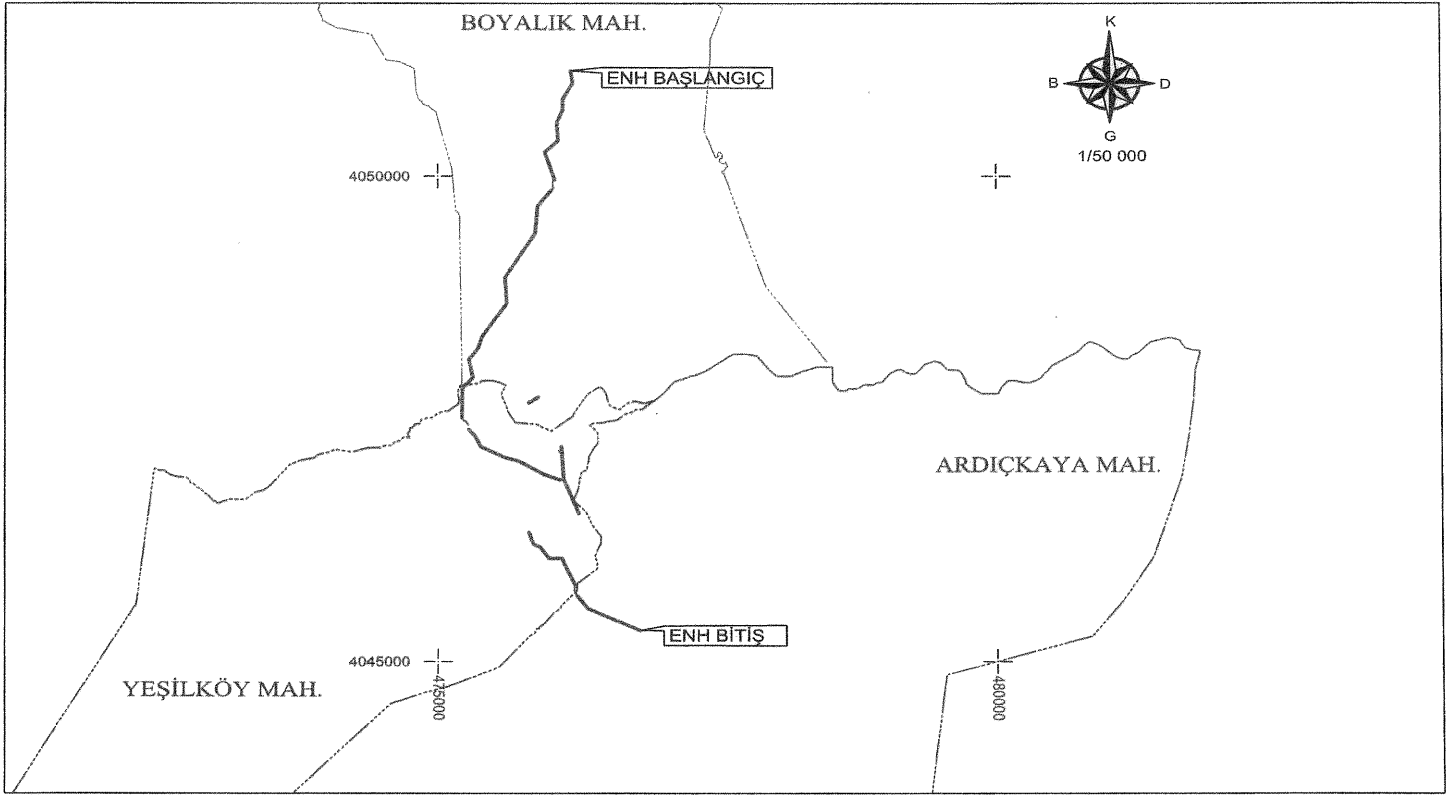 BOYALIK MAH.
K
ENH BAŞLANGIÇ
B
D
G
1/50 000
4050000
ARDIÇKAYA MAH.
ENH BİTİŞ
4045000
YEŞİLKÖY MAH.
475000
480000